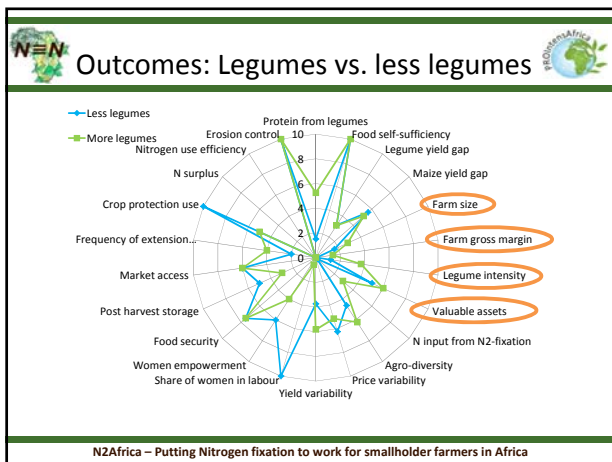 N≡N
Outcomes: Legumes vs. less legumes
PROIntensAfrica
Less legumes
More legumes
Protein from legumes
Food self-sufficiency
Legume yield gap
Maize yield gap
Farm size
Farm gross margin
Legume intensity
Valuable assets
N input from N2-fixation
Agro-diversity
Price variability
Yield variability
Share of women in labour
Women empowerment
Food security
Post harvest storage
Market access
Frequency of extension...
Crop protection use
N surplus
Nitrogen use efficiency
Erosion control
10
8
6
4
2
0
N2Africa – Putting Nitrogen fixation to work for smallholder farmers in Africa